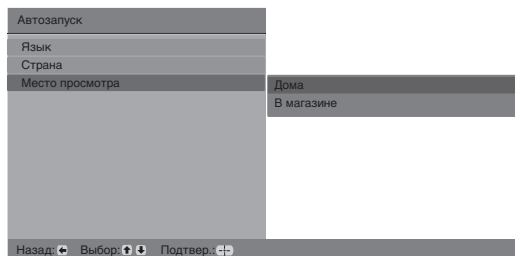 Автозапуск
Язык
Страна
Место просмотра
Дома
В магазине
Назад: Выбор: Подтвер.: